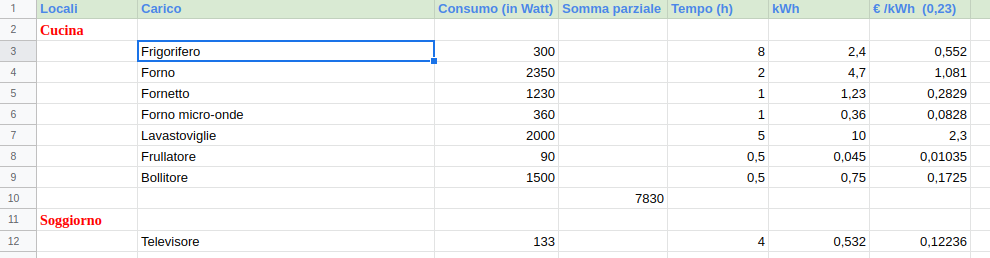 1 Locali Carico Consumo (in Watt) Somma parziale Tempo (h) kWh € /kWh (0,23)
2 Cucina
3 Frigorifero 300 8 2,4 0,552
4 Forno 2350 2 4,7 1,081
5 Fornetto 1230 1 1,23 0,2829
6 Forno micro-onde 360 1 0,36 0,0828
7 Lavastoviglie 2000 5 10 2,3
8 Frullatore 90 0,5 0,045 0,01035
9 Bollitore 1500 0,5 0,75 0,1725
10 7830
11 Soggiorno
12 Televisore 133 4 0,532 0,12236